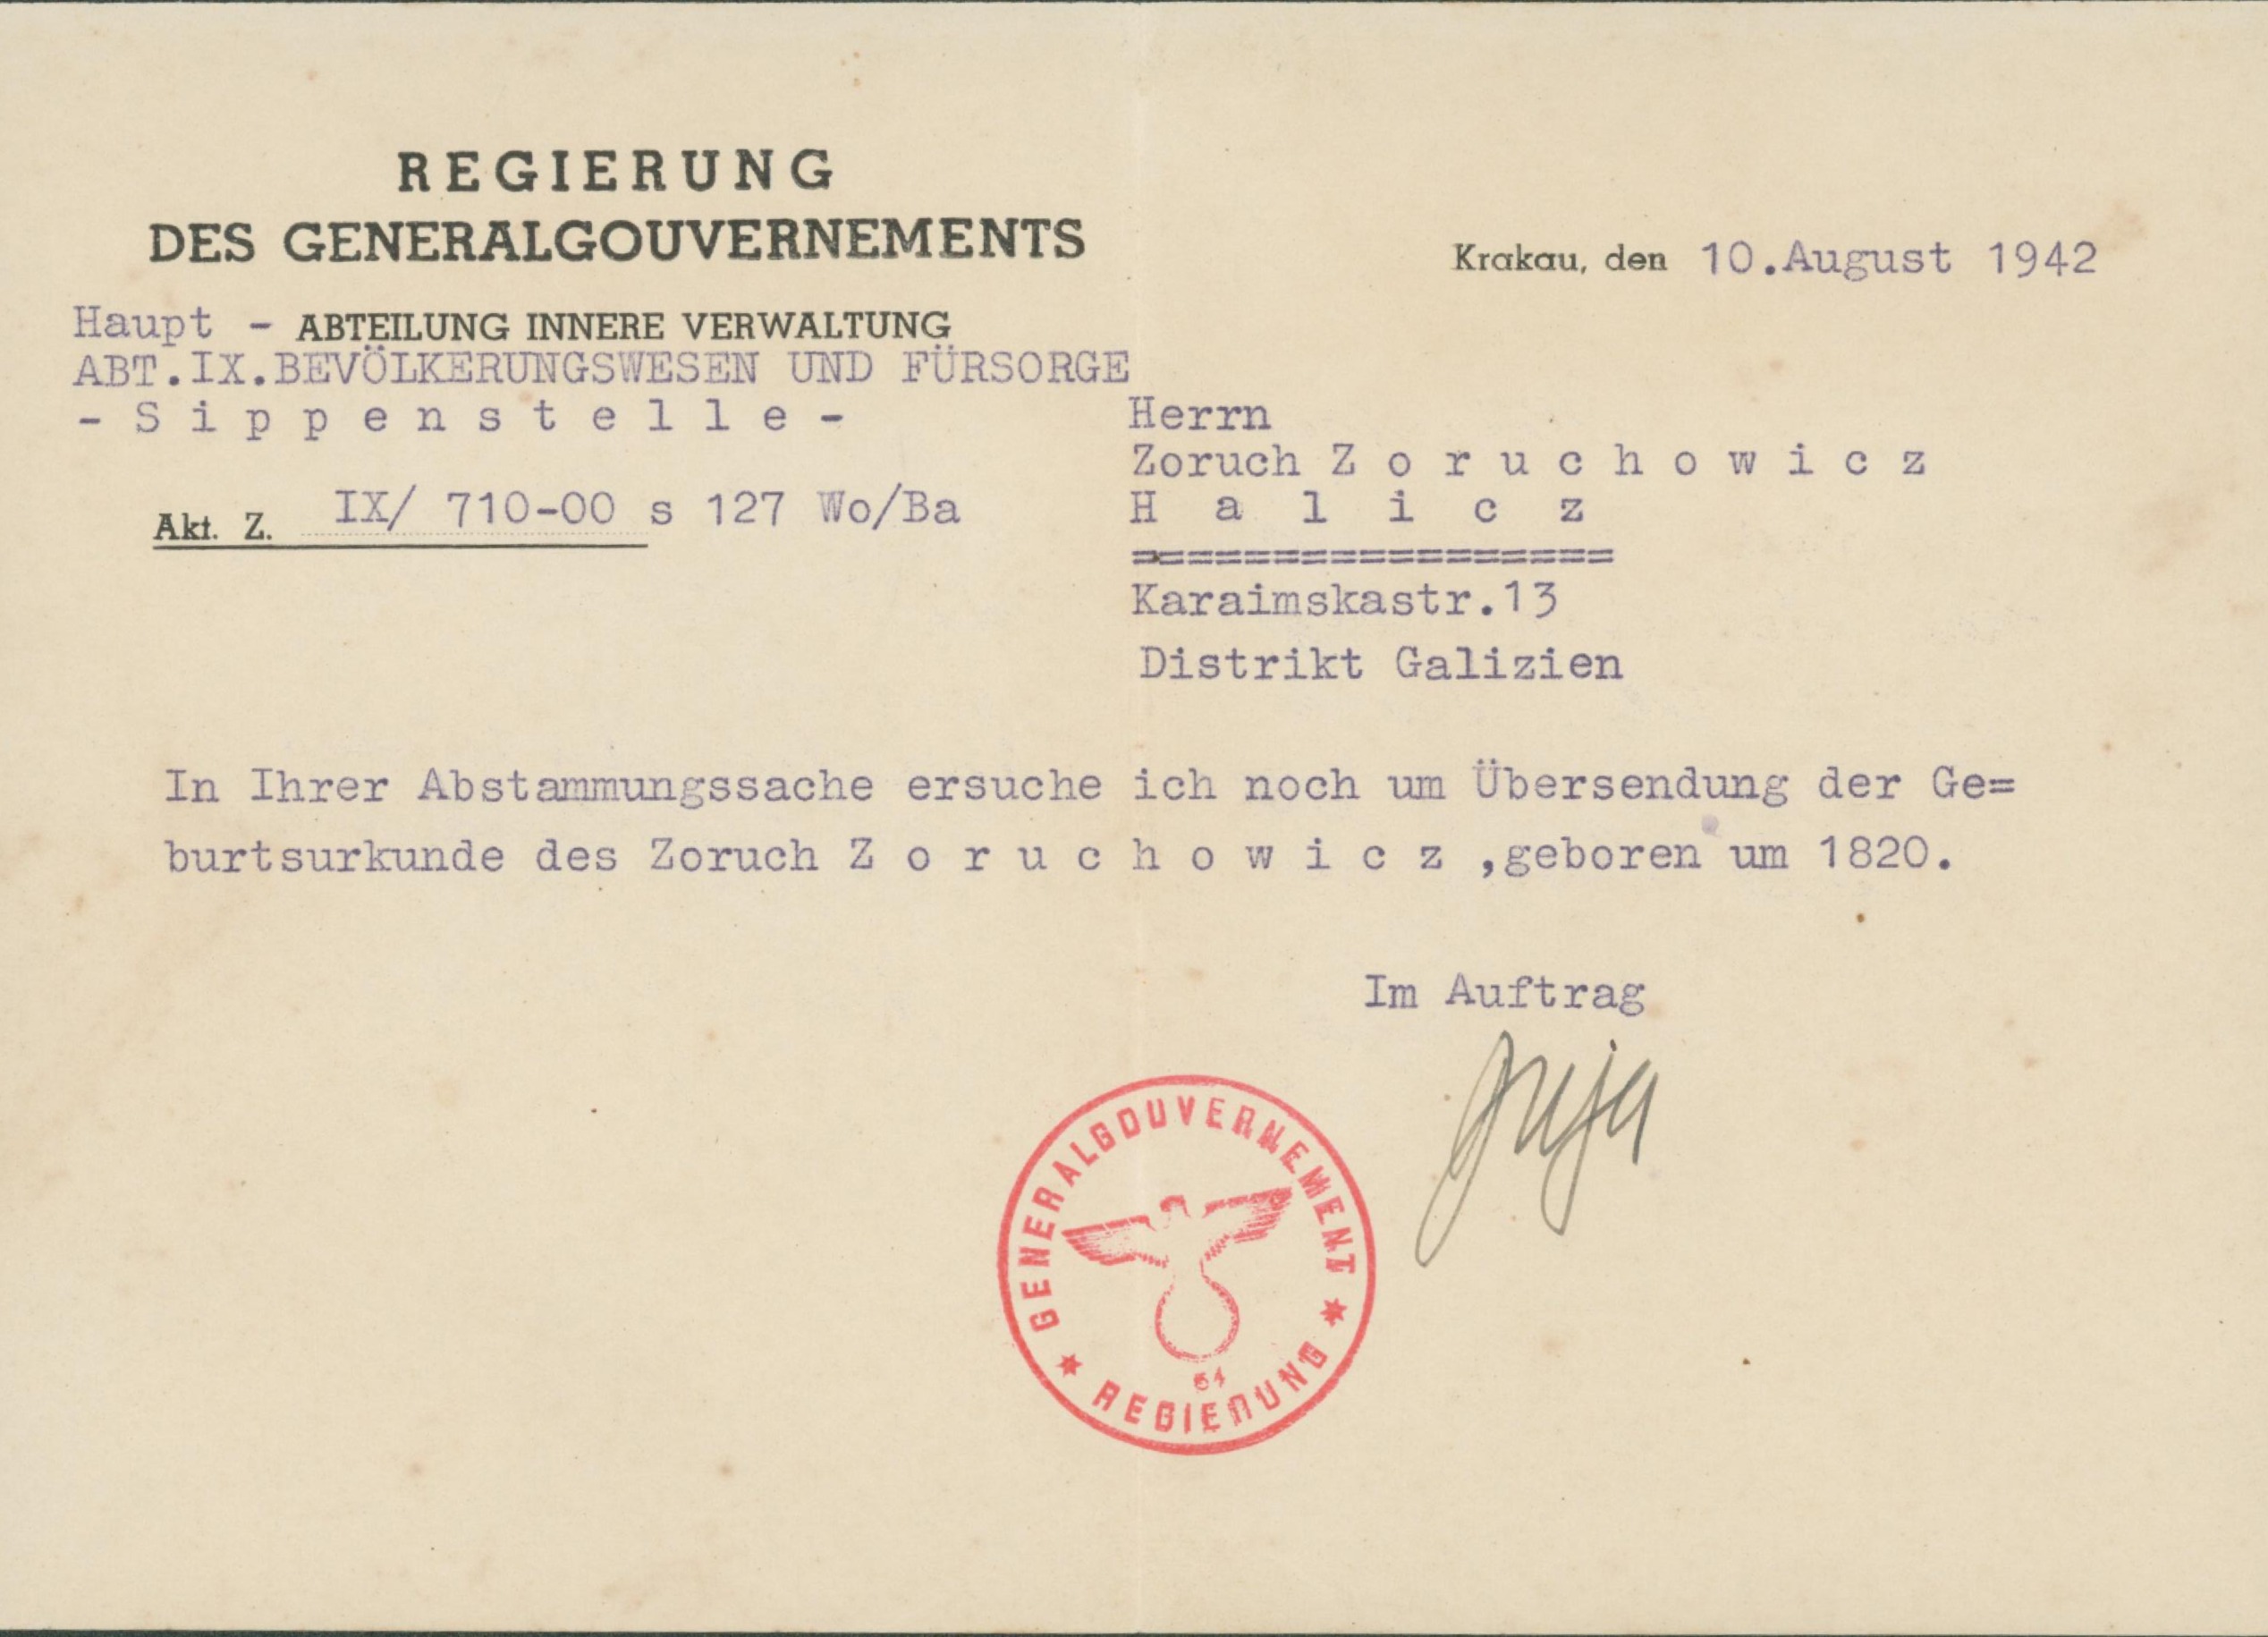 REGIERUNG
DES GENERALGOUVERNEMENTS
Krakau, den 10.August 1942
Haupt - ABTEILUNG INNERE VERWALTUNG
ABT.IX.BEVÖLKERUNGSWESEN UND FÜRSORGE
- S i p p e n s t e l l e -
Akt. Z. IX/ 710-00 s 127 Wo/Ba
Herrn
Zoruch Z o r u c h o w i c z
H a l i c z
=================
Karaimskastr.13
Distrikt Galizien
In Ihrer Abstammungssache ersuche ich noch um Übersendung der Ge=
burtsurkunde des Zoruch Z o r u c h o w i c z ,geboren um 1820.
Im Auftrag
GENERALGOUVERNEMENT
REGIERUNG